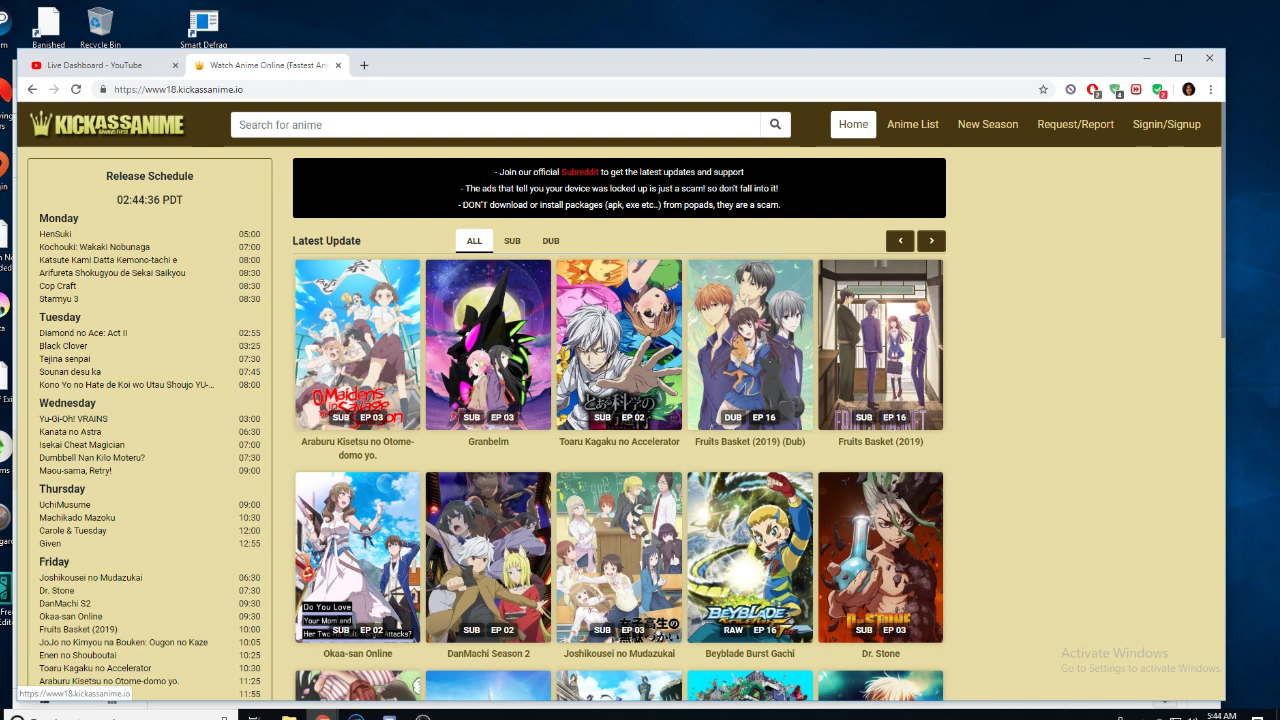 Banished
Recycle Bin
Smart Defrag
Live Dashboard - YouTube
Watch Anime Online (Fastest Ani
https://www18.kickassanime.io
2
4
2
KICKASSANIME
Always First
Search for anime
Home
Anime List
New Season
Request/Report
Signin/Signup
Release Schedule
02:44:36 PDT
Monday
HenSuki 05:00
Kochouki: Wakaki Nobunaga 07:00
Katsute Kami Datta Kemono-tachi e 08:00
Arifureta Shokugyou de Sekai Saikyou 08:30
Cop Craft 08:30
Starmyu 3 08:30
Tuesday
Diamond no Ace: Act II 02:55
Black Clover 03:25
Tejina senpai 07:30
Sounan desu ka 07:45
Kono Yo no Hate de Koi wo Utau Shoujo YU-... 08:00
Wednesday
Yu-Gi-Oh! VRAINS 03:00
Kanata no Astra 06:30
Isekai Cheat Magician 07:00
Dumbbell Nan Kilo Moteru? 07:30
Maou-sama, Retry! 09:00
Thursday
UchiMusume 09:00
Machikado Mazoku 10:30
Carole & Tuesday 12:00
Given 12:55
Friday
Joshikousei no Mudazukai 06:30
Dr. Stone 07:30
DanMachi S2 09:30
Okaa-san Online 09:30
Fruits Basket (2019) 10:00
JoJo no Kimyou na Bouken: Ougon no Kaze 10:05
Enen no Shouboutai 10:25
Toaru Kagaku no Accelerator 10:30
Araburu Kisetsu no Otome-domo yo. 11:25
11:55
https://www18.kickassanime.io
- Join our official Subreddit to get the latest updates and support
- The ads that tell you your device was locked up is just a scam! so don't fall into it!
- DON'T download or install packages (apk, exe etc..) from popads, they are a scam.
Latest Update
ALL
SUB
DUB
SUB EP 03
SUB EP 03
SUB EP 02
DUB EP 16
SUB EP 16
Araburu Kisetsu no Otome-
domo yo.
Granbelm
Toaru Kagaku no Accelerator
Fruits Basket (2019) (Dub)
Fruits Basket (2019)
Do You Love
Your Mom and
Her Two-Hit Multi-Target Attacks?
BEYBLADE
Dr.STONE
SUB EP 02
SUB EP 02
SUB EP 03
RAW EP 16
SUB EP 03
Okaa-san Online
DanMachi Season 2
Joshikousei no Mudazukai
Beyblade Burst Gachi
Dr. Stone
Activate Windows
Go to Settings to activate Windows.
5:44 AM